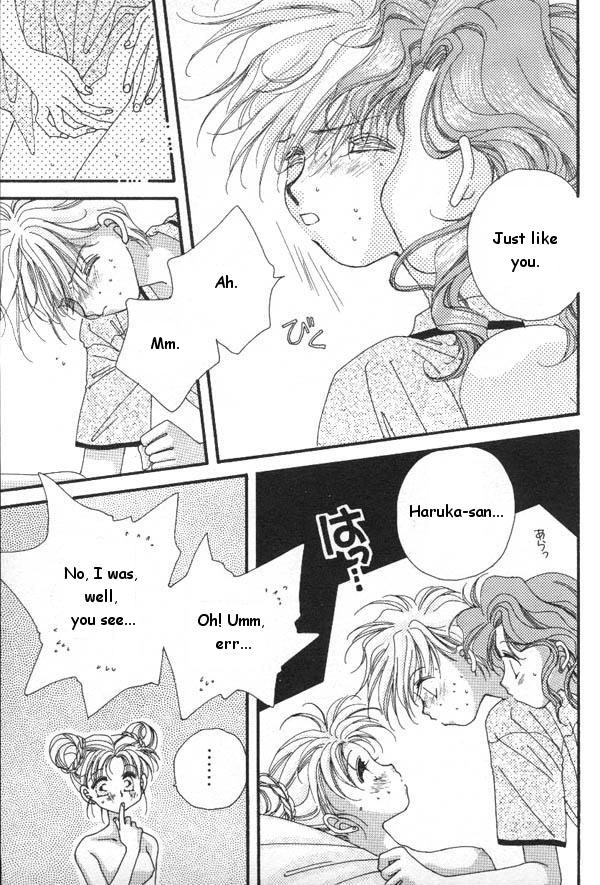 Just like
you.
びく
Ah.
Mm.
Haruka-san...
あらっ
はっ…
Oh! Umm,
err...
No, I was,
well,
you see...
……